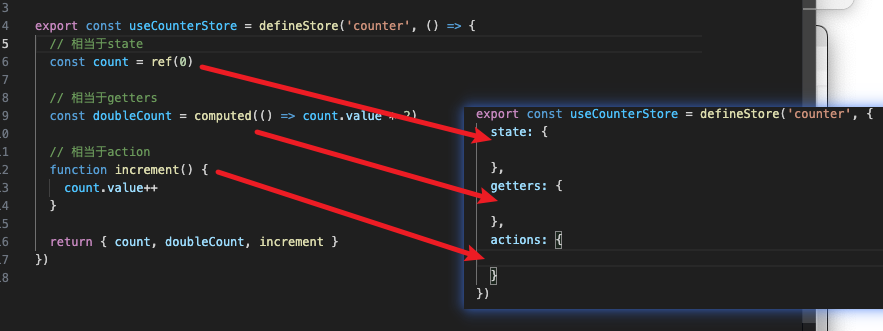 3
4 export const useCounterStore = defineStore('counter', () => {
5 // 相当于state
6 const count = ref(0)
7
8 // 相当于getters
9 const doubleCount = computed(() => count.value * 2)
10
11 // 相当于action
12 function increment() {
13 count.value++
14 }
15
16 return { count, doubleCount, increment }
17 })
18
export const useCounterStore = defineStore('counter', {
state: {
},
getters: {
},
actions: {
}
})